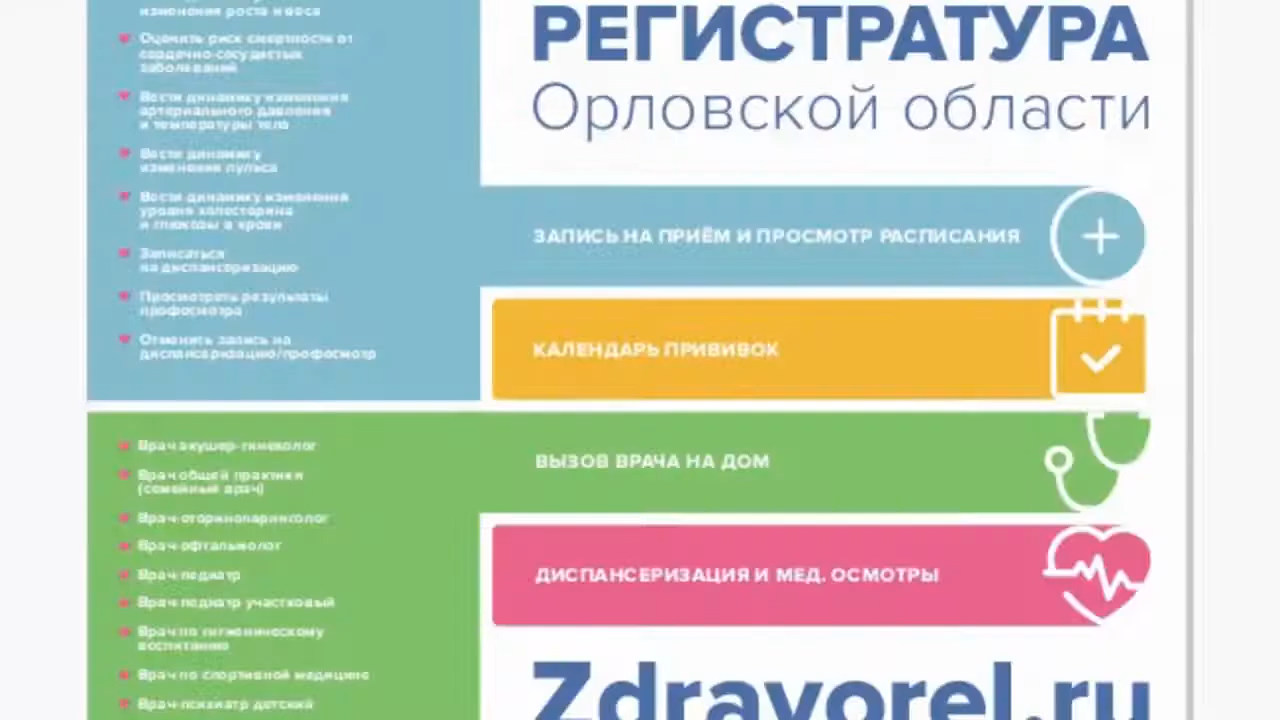 изменения роста и веса
Оценить риск смертности от
сердечно-сосудистых
заболеваний
Вести динамику изменения
артериального давления
и температуры тела
Вести динамику
изменения пульса
Вести динамику изменения
уровня холестерина
и глюкозы в крови
Записаться
на диспансеризацию
Просмотреть результаты
профосмотра
Отменить запись на
диспансеризацию/профосмотр
Врач акушер-гинеколог
Врач общей практики
(семейный врач)
Врач-оториноларинголог
Врач-офтальмолог
Врач-педиатр
Врач-педиатр участковый
Врач по гигиеническому
воспитанию
Врач по спортивной медицине
Врач-психиатр детский
РЕГИСТРАТУРА
Орловской области
ЗАПИСЬ НА ПРИЁМ И ПРОСМОТР РАСПИСАНИЯ
КАЛЕНДАРЬ ПРИВИВОК
ВЫЗОВ ВРАЧА НА ДОМ
ДИСПАНСЕРИЗАЦИЯ И МЕД. ОСМОТРЫ
Zdravorel.ru